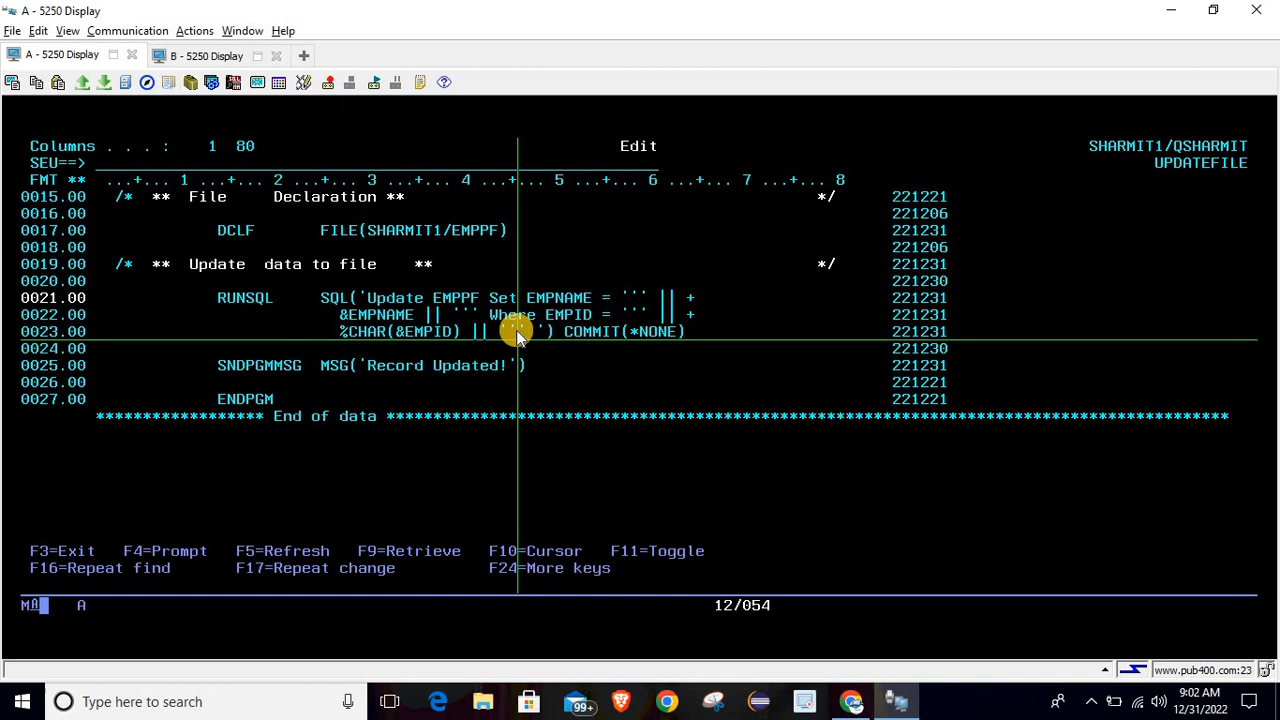 A - 5250 Display
File Edit View Communication Actions Window Help
A - 5250 Display B - 5250 Display
Columns . . . : 1 80 Edit SHARMIT1/QSHARMIT
SEU==> UPDATEFILE
FMT ** ...+... 1 ...+... 2 ...+... 3 ...+... 4 ...+... 5 ...+... 6 ...+... 7 ...+... 8
0015.00 /* ** File Declaration ** */ 221221
0016.00 221206
0017.00 DCLF FILE(SHARMIT1/EMPPF) 221231
0018.00 221206
0019.00 /* ** Update data to file ** */ 221231
0020.00 221230
0021.00 RUNSQL SQL('Update EMPPF Set EMPNAME = ''' || + 221231
0022.00 &EMPNAME || ''' Where EMPID = ''' || + 221231
0023.00 %CHAR(&EMPID) || ''' ') COMMIT(*NONE) 221231
0024.00 221230
0025.00 SNDPGMMSG MSG('Record Updated!') 221231
0026.00 221221
0027.00 ENDPGM 221221
****************** End of data ******************************************************************************************
F3=Exit F4=Prompt F5=Refresh F9=Retrieve F10=Cursor F11=Toggle
F16=Repeat find F17=Repeat change F24=More keys
MA A 12/054
www.pub400.com:23
Type here to search 99+ 9:02 AM
12/31/2022